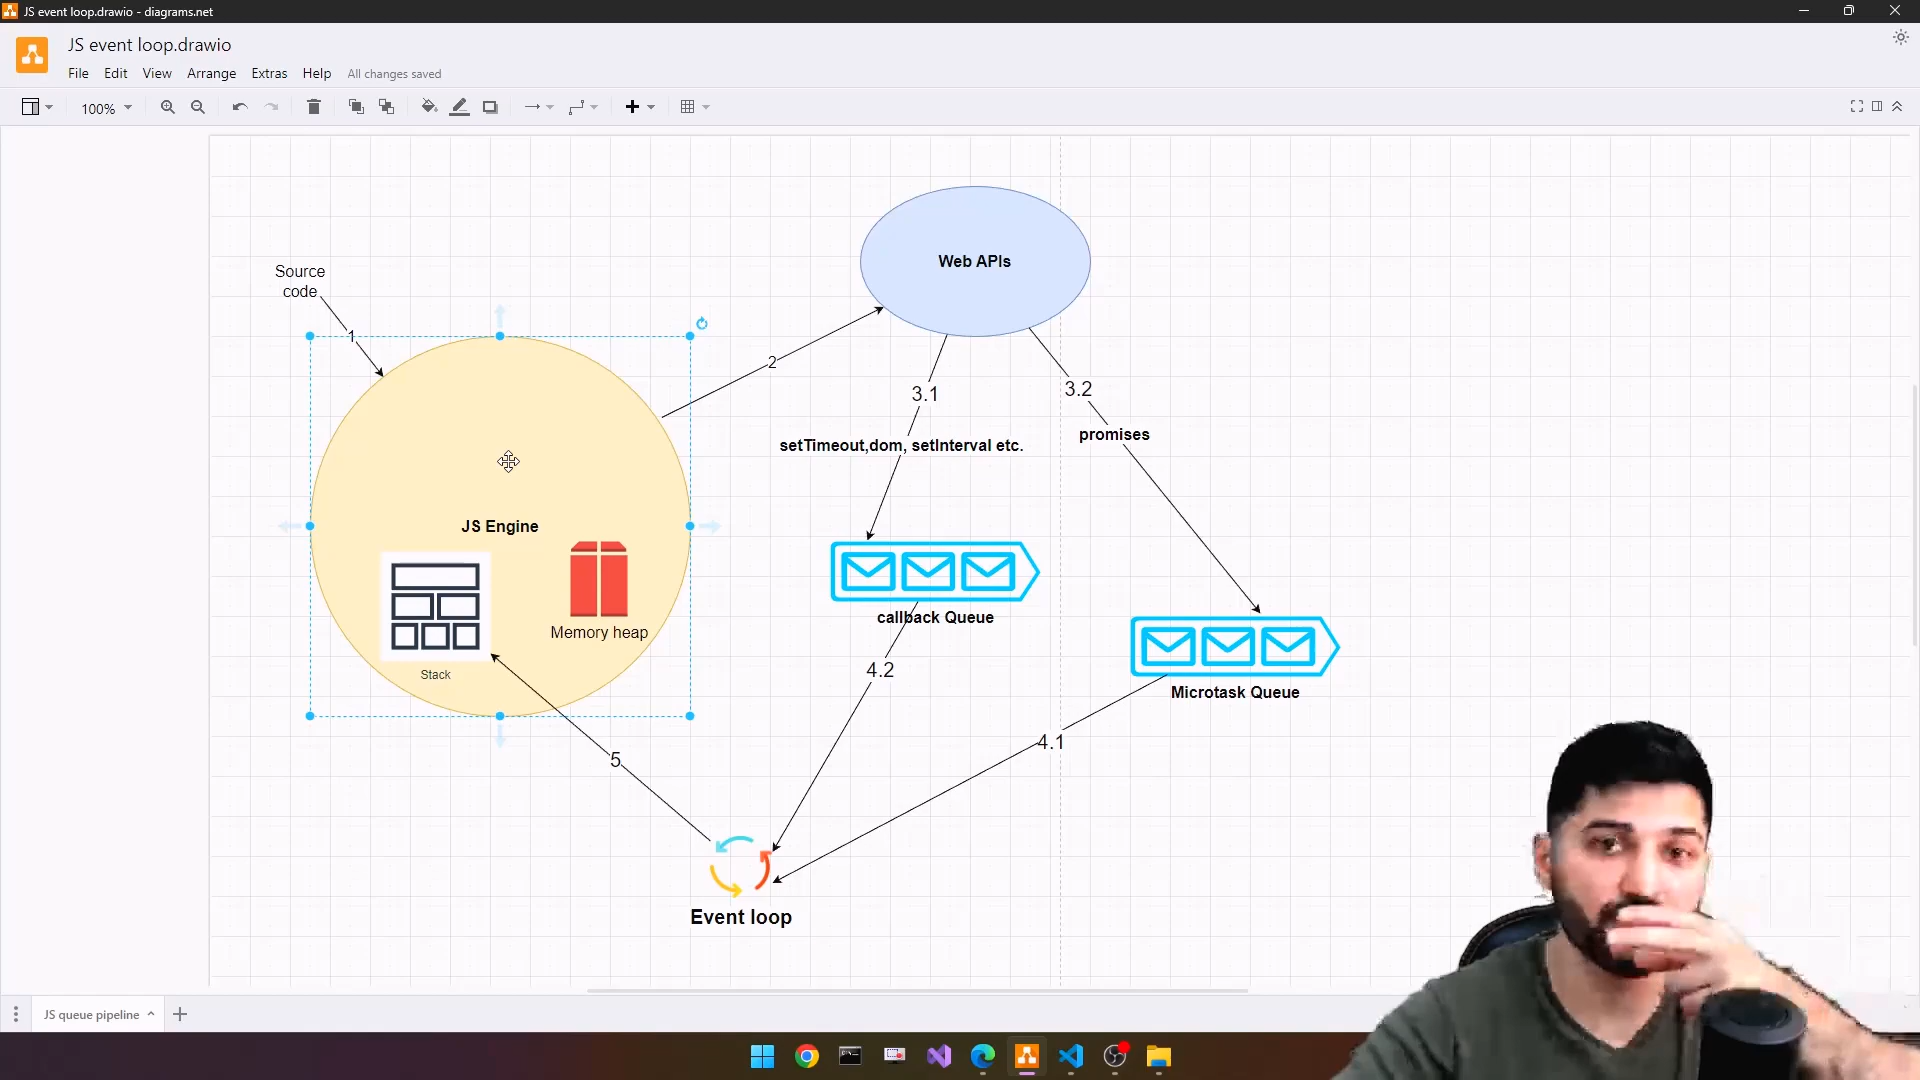 JS event loop.drawio - diagrams.net
JS event loop.drawio
File Edit View Arrange Extras Help All changes saved
100%
Web APIs
Source
code
1
2
3.1
3.2
setTimeout,dom, setInterval etc.
promises
JS Engine
Memory heap
Stack
callback Queue
Microtask Queue
4.2
4.1
5
Event loop
JS queue pipeline